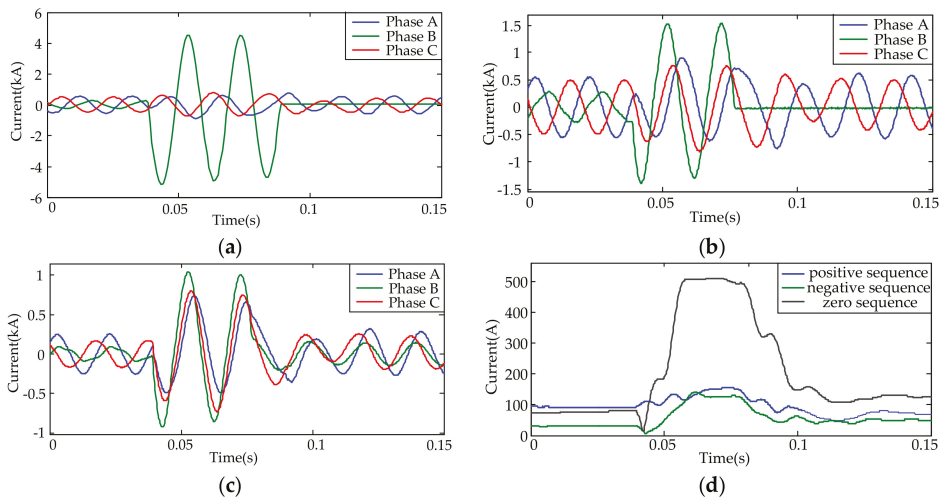 6
4
2
0
-2
-4
-6
Current(kA)
Phase A
Phase B
Phase C
0
0.05
0.1
0.15
Time(s)
(a)
1.5
1
0.5
0
-0.5
-1
-1.5
Current(kA)
Phase A
Phase B
Phase C
0
0.05
0.1
0.15
Time(s)
(b)
1
0.5
0
-0.5
-1
Current(kA)
Phase A
Phase B
Phase C
0
0.05
0.1
0.15
Time(s)
(c)
500
400
300
200
100
0
Current(A)
positive sequence
negative sequence
zero sequence
0
0.05
0.1
0.15
Time(s)
(d)